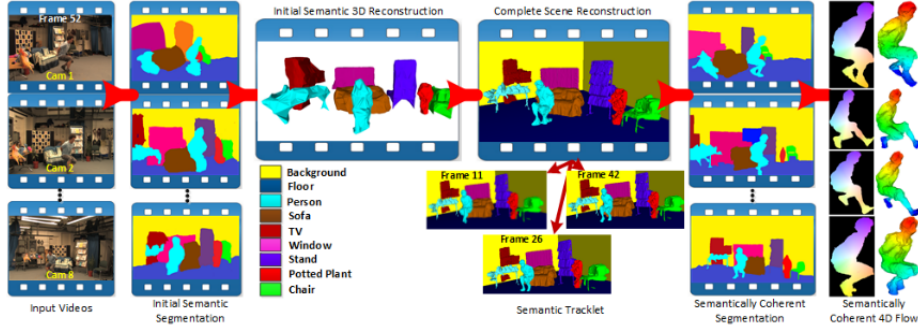 Initial Semantic 3D Reconstruction
Complete Scene Reconstruction
Frame 52
Cam 1
Cam 2
Cam 8
Background
Floor
Person
Sofa
TV
Window
Stand
Potted Plant
Chair
Frame 11
Frame 42
Frame 26
Input Videos
Initial Semantic
Segmentation
Semantic Tracklet
Semantically Coherent
Segmentation
Semantically
Coherent 4D Flow